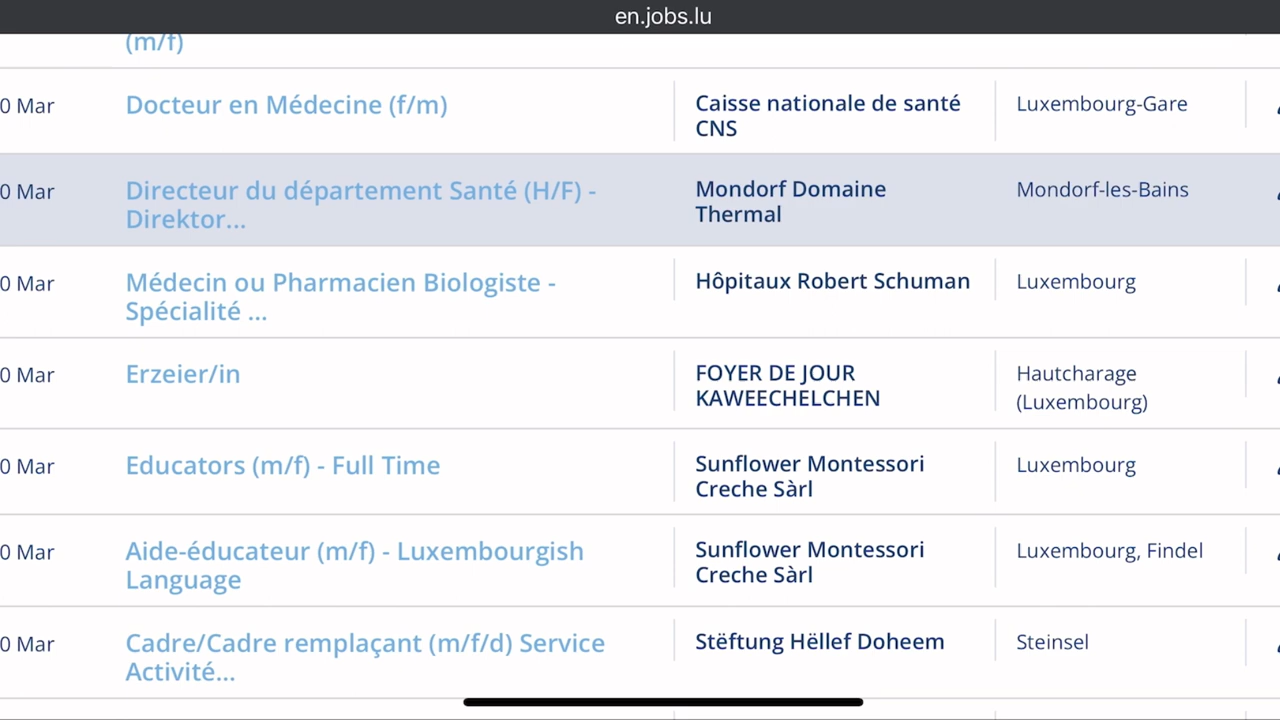 en.jobs.lu
(m/f)
0 Mar
Docteur en Médecine (f/m)
Caisse nationale de santé
CNS
Luxembourg-Gare
0 Mar
Directeur du département Santé (H/F) -
Direktor...
Mondorf Domaine
Thermal
Mondorf-les-Bains
0 Mar
Médecin ou Pharmacien Biologiste -
Spécialité ...
Hôpitaux Robert Schuman
Luxembourg
0 Mar
Erzeier/in
FOYER DE JOUR
KAWEECHELCHEN
Hautcharage
(Luxembourg)
0 Mar
Educators (m/f) - Full Time
Sunflower Montessori
Creche Sàrl
Luxembourg
0 Mar
Aide-éducateur (m/f) - Luxembourgish
Language
Sunflower Montessori
Creche Sàrl
Luxembourg, Findel
0 Mar
Cadre/Cadre remplaçant (m/f/d) Service
Activité...
Stëftung Hëllef Doheem
Steinsel